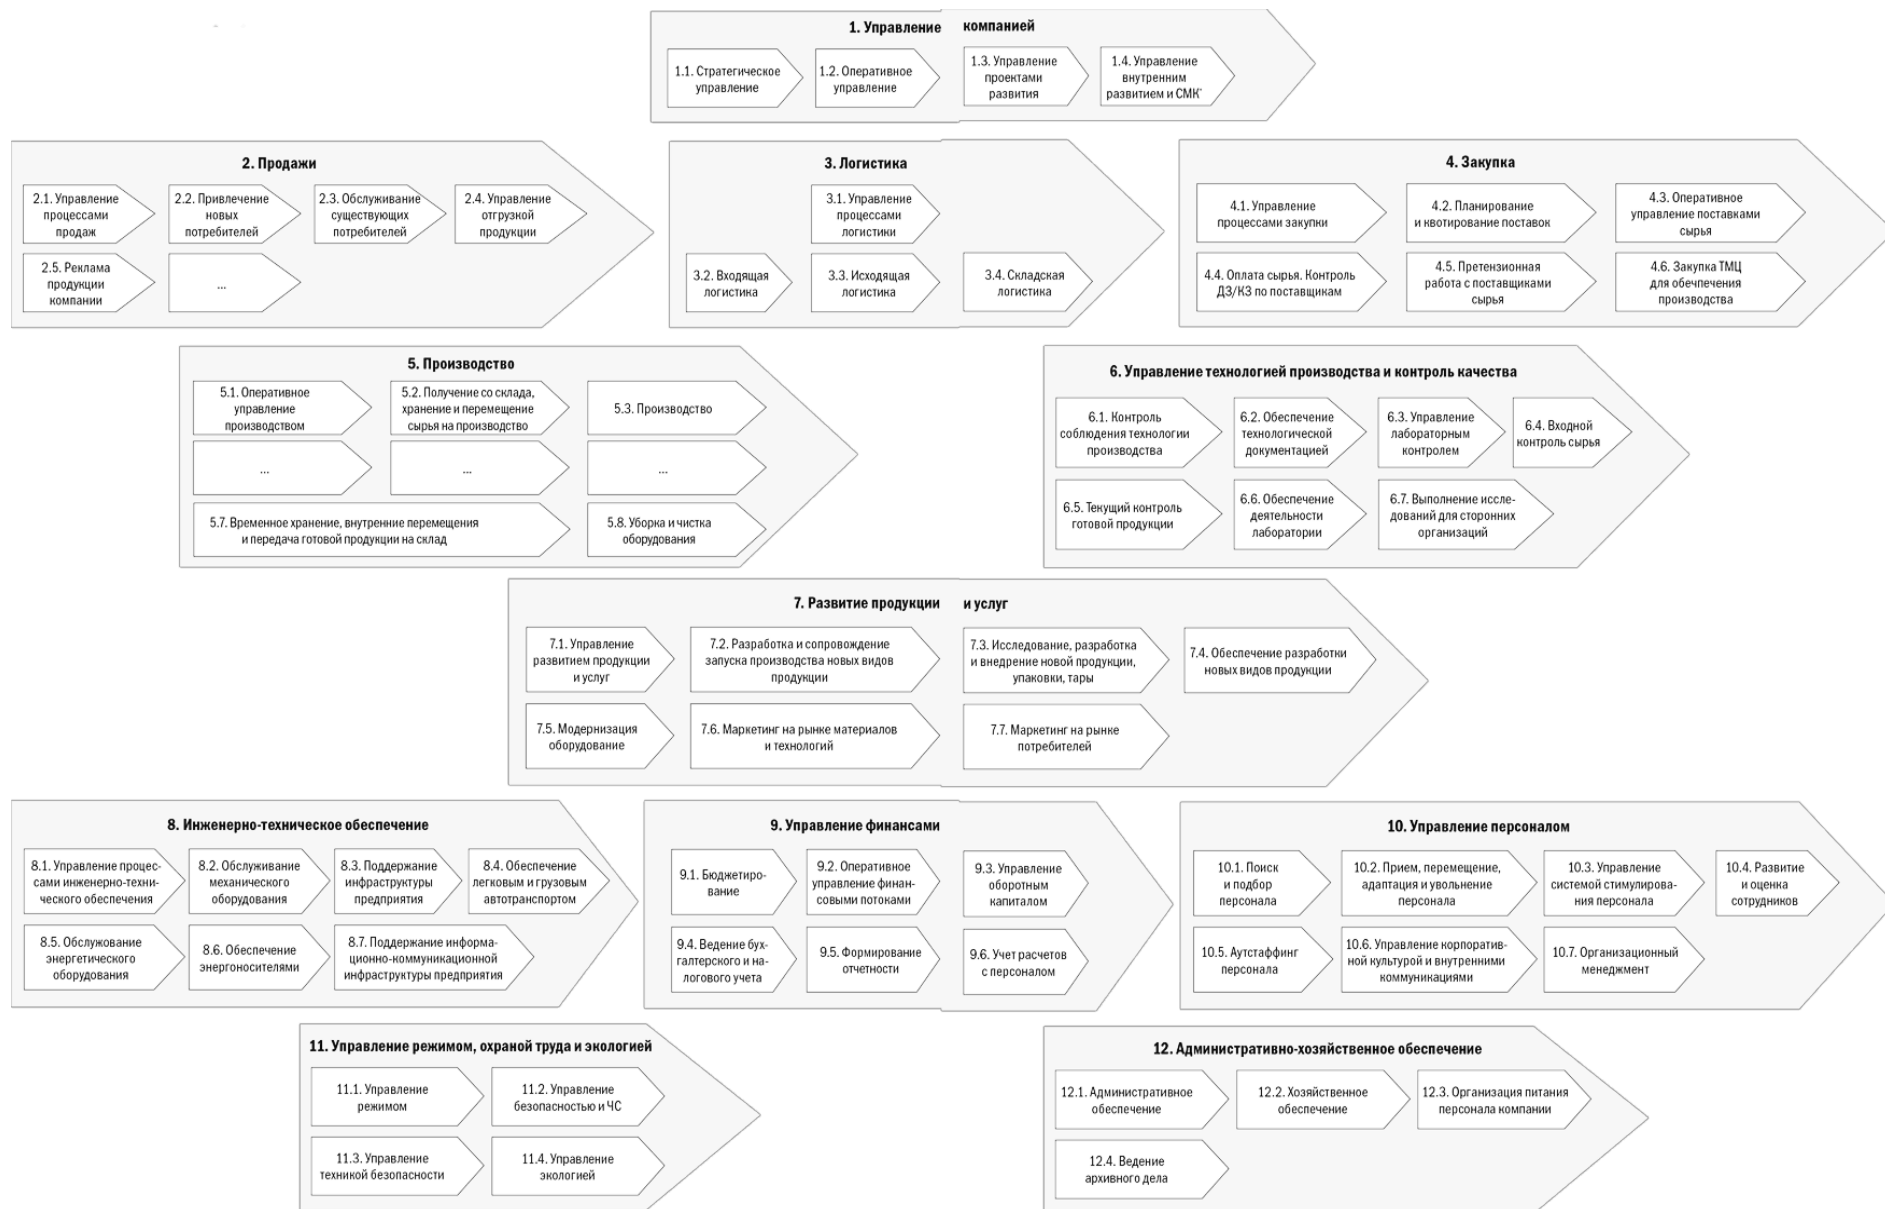 1. Управление компанией
1.1. Стратегическое
управление
1.2. Оперативное
управление
1.3. Управление
проектами
развития
1.4. Управление
внутренним
развитием и СМК*
2. Продажи
2.1. Управление
процессами
продаж
2.2. Привлечение
новых
потребителей
2.3. Обслуживание
существующих
потребителей
2.4. Управление
отгрузкой
продукции
2.5. Реклама
продукции
компании
...
3. Логистика
3.1. Управление
процессами
логистики
3.2. Входящая
логистика
3.3. Исходящая
логистика
3.4. Складская
логистика
4. Закупка
4.1. Управление
процессами закупки
4.2. Планирование
и квотирование поставок
4.3. Оперативное
управление поставками
сырья
4.4. Оплата сырья. Контроль
ДЗ/КЗ по поставщикам
4.5. Претензионная
работа с поставщиками
сырья
4.6. Закупка ТМЦ
для обечпечения
производства
5. Производство
5.1. Оперативное
управление
производством
5.2. Получение со склада,
хранение и перемещение
сырья на производство
5.3. Производство
...
...
...
5.7. Временное хранение, внутренние перемещения
и передача готовой продукции на склад
5.8. Уборка и чистка
оборудования
6. Управление технологией производства и контроль качества
6.1. Контроль
соблюдения технологии
производства
6.2. Обеспечение
технологической
документацией
6.3. Управление
лабораторным
контролем
6.4. Входной
контроль сырья
6.5. Текущий контроль
готовой продукции
6.6. Обеспечение
деятельности
лаборатории
6.7. Выполнение иссле-
дований для сторонних
организаций
7. Развитие продукции и услуг
7.1. Управление
развитием продукции
и услуг
7.2. Разработка и сопровождение
запуска производства новых видов
продукции
7.3. Исследование, разработка
и внедрение новой продукции,
упаковки, тары
7.4. Обеспечение разработки
новых видов продукции
7.5. Модернизация
оборудование
7.6. Маркетинг на рынке материалов
и технологий
7.7. Маркетинг на рынке
потребителей
8. Инженерно-техническое обеспечение
8.1. Управление процес-
сами инженерно-техни-
ческого обеспечения
8.2. Обслуживание
механического
оборудования
8.3. Поддержание
инфраструктуры
предприятия
8.4. Обеспечение
легковым и грузовым
автотранспортом
8.5. Обслужование
энергетического
оборудования
8.6. Обеспечение
энергоносителями
8.7. Поддержание информа-
ционно-коммуникационной
инфраструктуры предприятия
9. Управление финансами
9.1. Бюджетиро-
вание
9.2. Оперативное
управление финан-
совыми потоками
9.3. Управление
оборотным
капиталом
9.4. Ведение бух-
галтерского и на-
логового учета
9.5. Формирование
отчетности
9.6. Учет расчетов
с персоналом
10. Управление персоналом
10.1. Поиск
и подбор
персонала
10.2. Прием, перемещение,
адаптация и увольнение
персонала
10.3. Управление
системой стимулирова-
ния персонала
10.4. Развитие
и оценка
сотрудников
10.5. Аутстаффинг
персонала
10.6. Управление корпоратив-
ной культурой и внутренними
коммуникациями
10.7. Организационный
менеджмент
11. Управление режимом, охраной труда и экологией
11.1. Управление
режимом
11.2. Управление
безопасностью и ЧС
11.3. Управление
техникой безопасности
11.4. Управление
экологией
12. Административно-хозяйственное обеспечение
12.1. Административное
обеспечение
12.2. Хозяйственное
обеспечение
12.3. Организация питания
персонала компании
12.4. Ведение
архивного дела